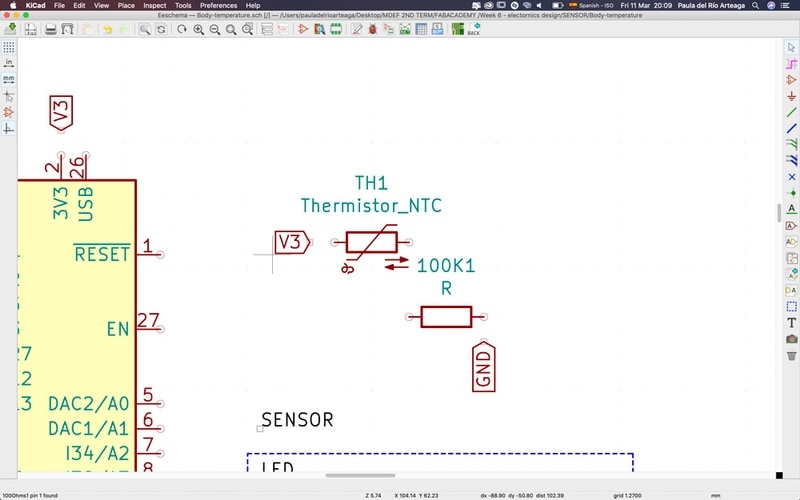 KiCad File Edit View Place Inspect Tools Preferences Help Spanish - ISO Fri 11 Mar 20:09 Paula del Río Arteaga
Eeschema — Body-temperature.sch [/] — /Users/pauladelrioarteaga/Desktop/MDEF 2ND TERM/FABACADEMY /Week 6 - electornics design/SENSOR/Body-temperature
BACK
in
mm
V3
2
26
3V3
USB
TH1
Thermistor_NTC
V3
RESET
1
100K1
R
EN
27
27
12
13
GND
DAC2/A0
5
DAC1/A1
6
I34/A2
7
8
SENSOR
LED
100Ohms1 pin 1 found
Z 5.74
X 104.14 Y 62.23
dx -88.90 dy -50.80 dist 102.39
grid 1.2700
mm